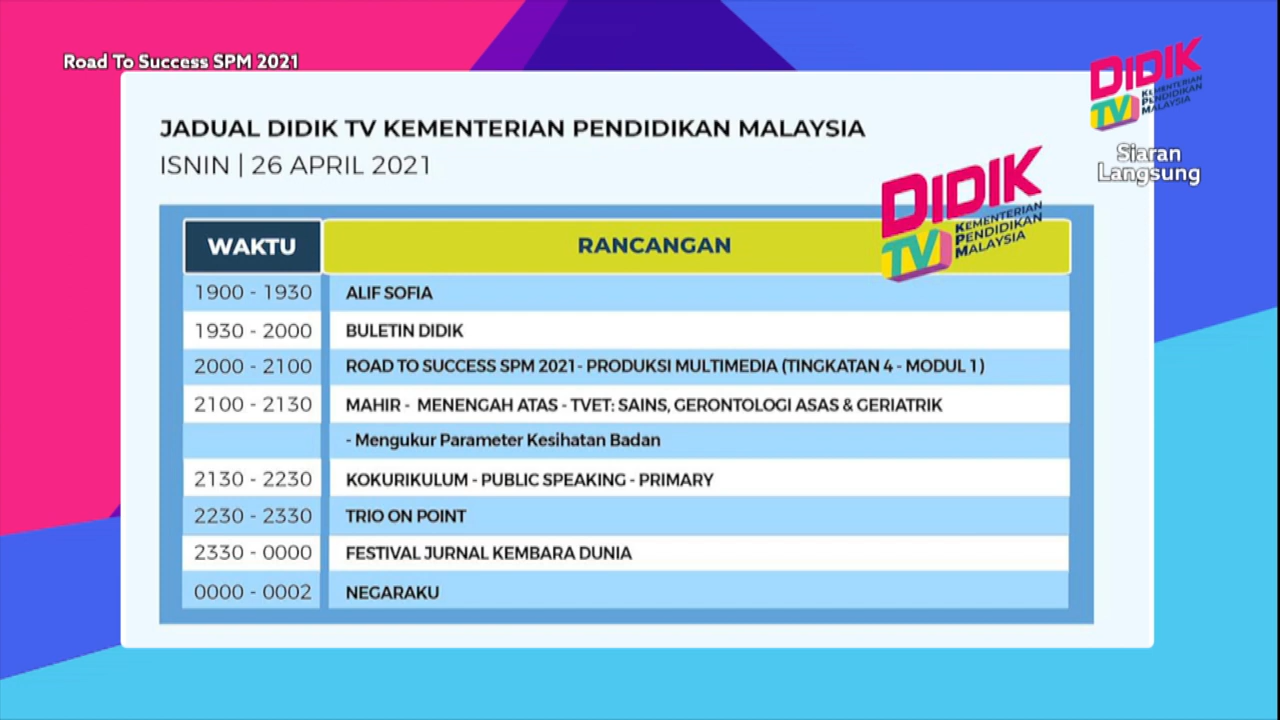 Road To Success SPM 2021
DIDIK
TV
KEMENTERIAN
PENDIDIKAN
MALAYSIA
Siaran
Langsung
JADUAL DIDIK TV KEMENTERIAN PENDIDIKAN MALAYSIA
ISNIN | 26 APRIL 2021
DIDIK
TV
KEMENTERIAN
PENDIDIKAN
MALAYSIA
WAKTU RANCANGAN
1900 - 1930 ALIF SOFIA
1930 - 2000 BULETIN DIDIK
2000 - 2100 ROAD TO SUCCESS SPM 2021- PRODUKSI MULTIMEDIA (TINGKATAN 4 - MODUL 1)
2100 - 2130 MAHIR - MENENGAH ATAS - TVET: SAINS, GERONTOLOGI ASAS & GERIATRIK
- Mengukur Parameter Kesihatan Badan
2130 - 2230 KOKURIKULUM - PUBLIC SPEAKING - PRIMARY
2230 - 2330 TRIO ON POINT
2330 - 0000 FESTIVAL JURNAL KEMBARA DUNIA
0000 - 0002 NEGARAKU